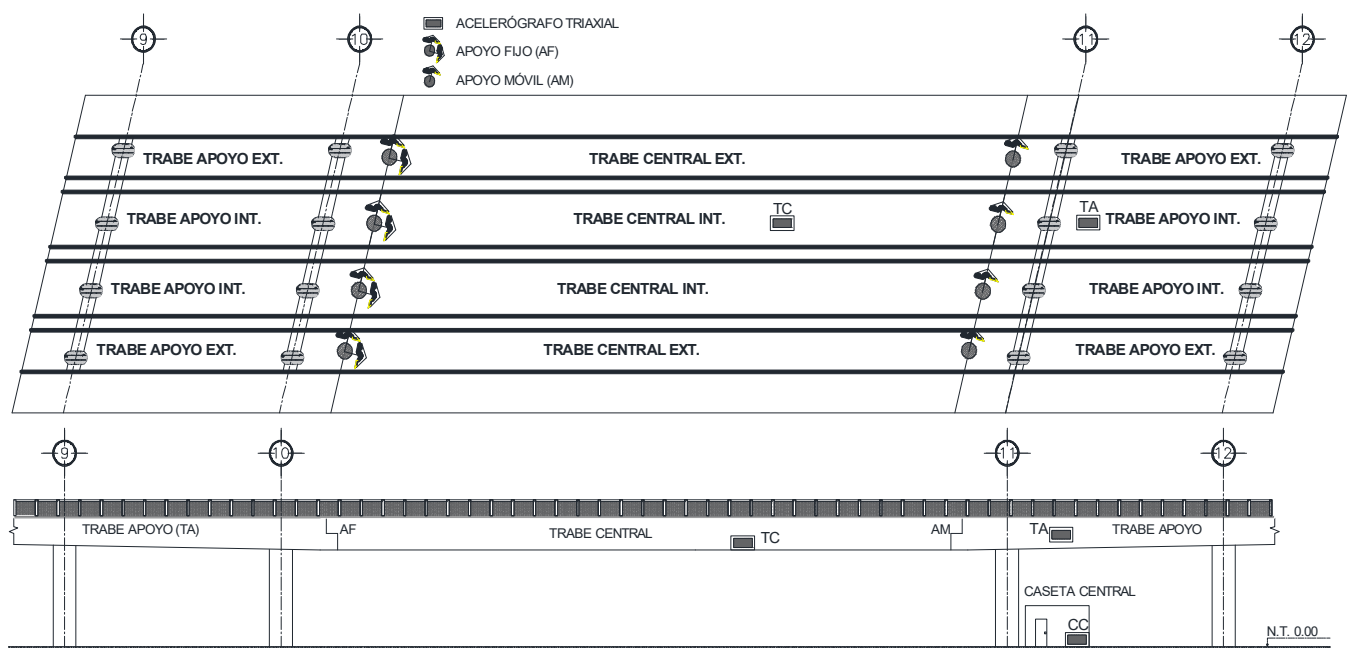 ACELERÓGRAFO TRIAXIAL
APOYO FIJO (AF)
APOYO MÓVIL (AM)
9
10
11
12
TRABE APOYO EXT.
TRABE CENTRAL EXT.
TRABE APOYO EXT.
TRABE APOYO INT.
TRABE CENTRAL INT.
TC
TA
TRABE APOYO INT.
TRABE APOYO INT.
TRABE CENTRAL INT.
TRABE APOYO INT.
TRABE APOYO EXT.
TRABE CENTRAL EXT.
TRABE APOYO EXT.
9
10
11
12
TRABE APOYO (TA)
AF
TRABE CENTRAL
TC
AM
TA
TRABE APOYO
CASETA CENTRAL
CC
N.T. 0.00